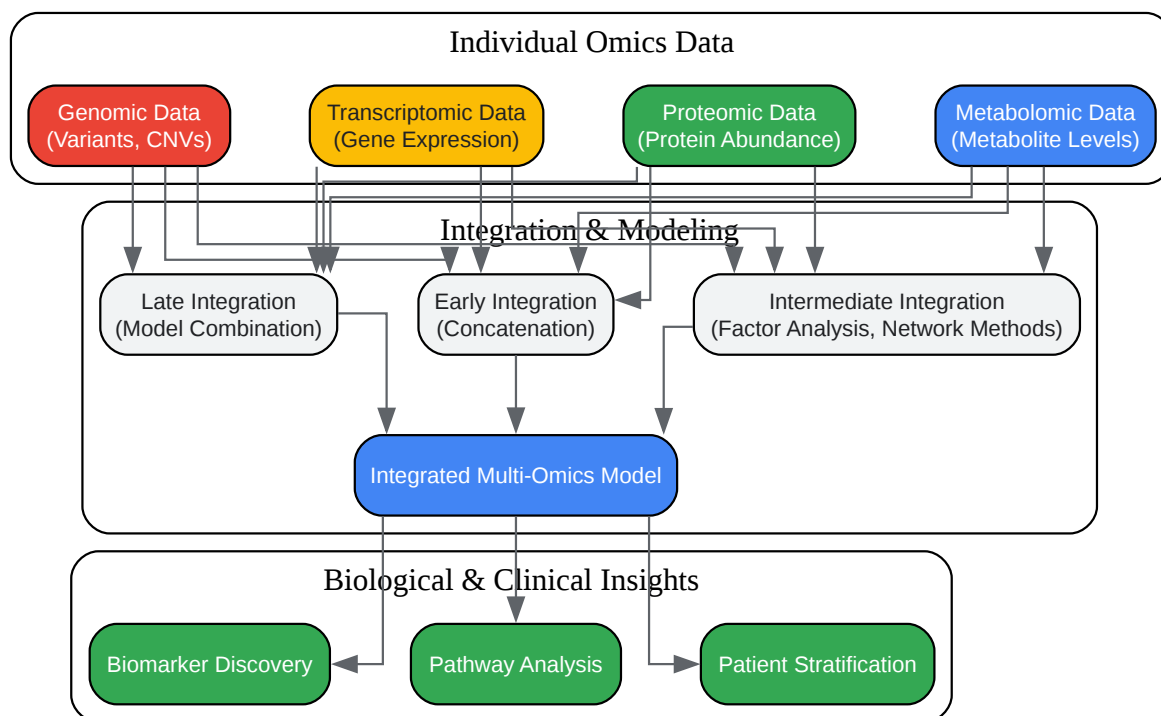 Individual Omics Data
Genomic Data
(Variants, CNVs)
Transcriptomic Data
(Gene Expression)
Proteomic Data
(Protein Abundance)
Metabolomic Data
(Metabolite Levels)
Integration & Modeling
Late Integration
(Model Combination)
Early Integration
(Concatenation)
Intermediate Integration
(Factor Analysis, Network Methods)
Integrated Multi-Omics Model
Biological & Clinical Insights
Biomarker Discovery
Pathway Analysis
Patient Stratification